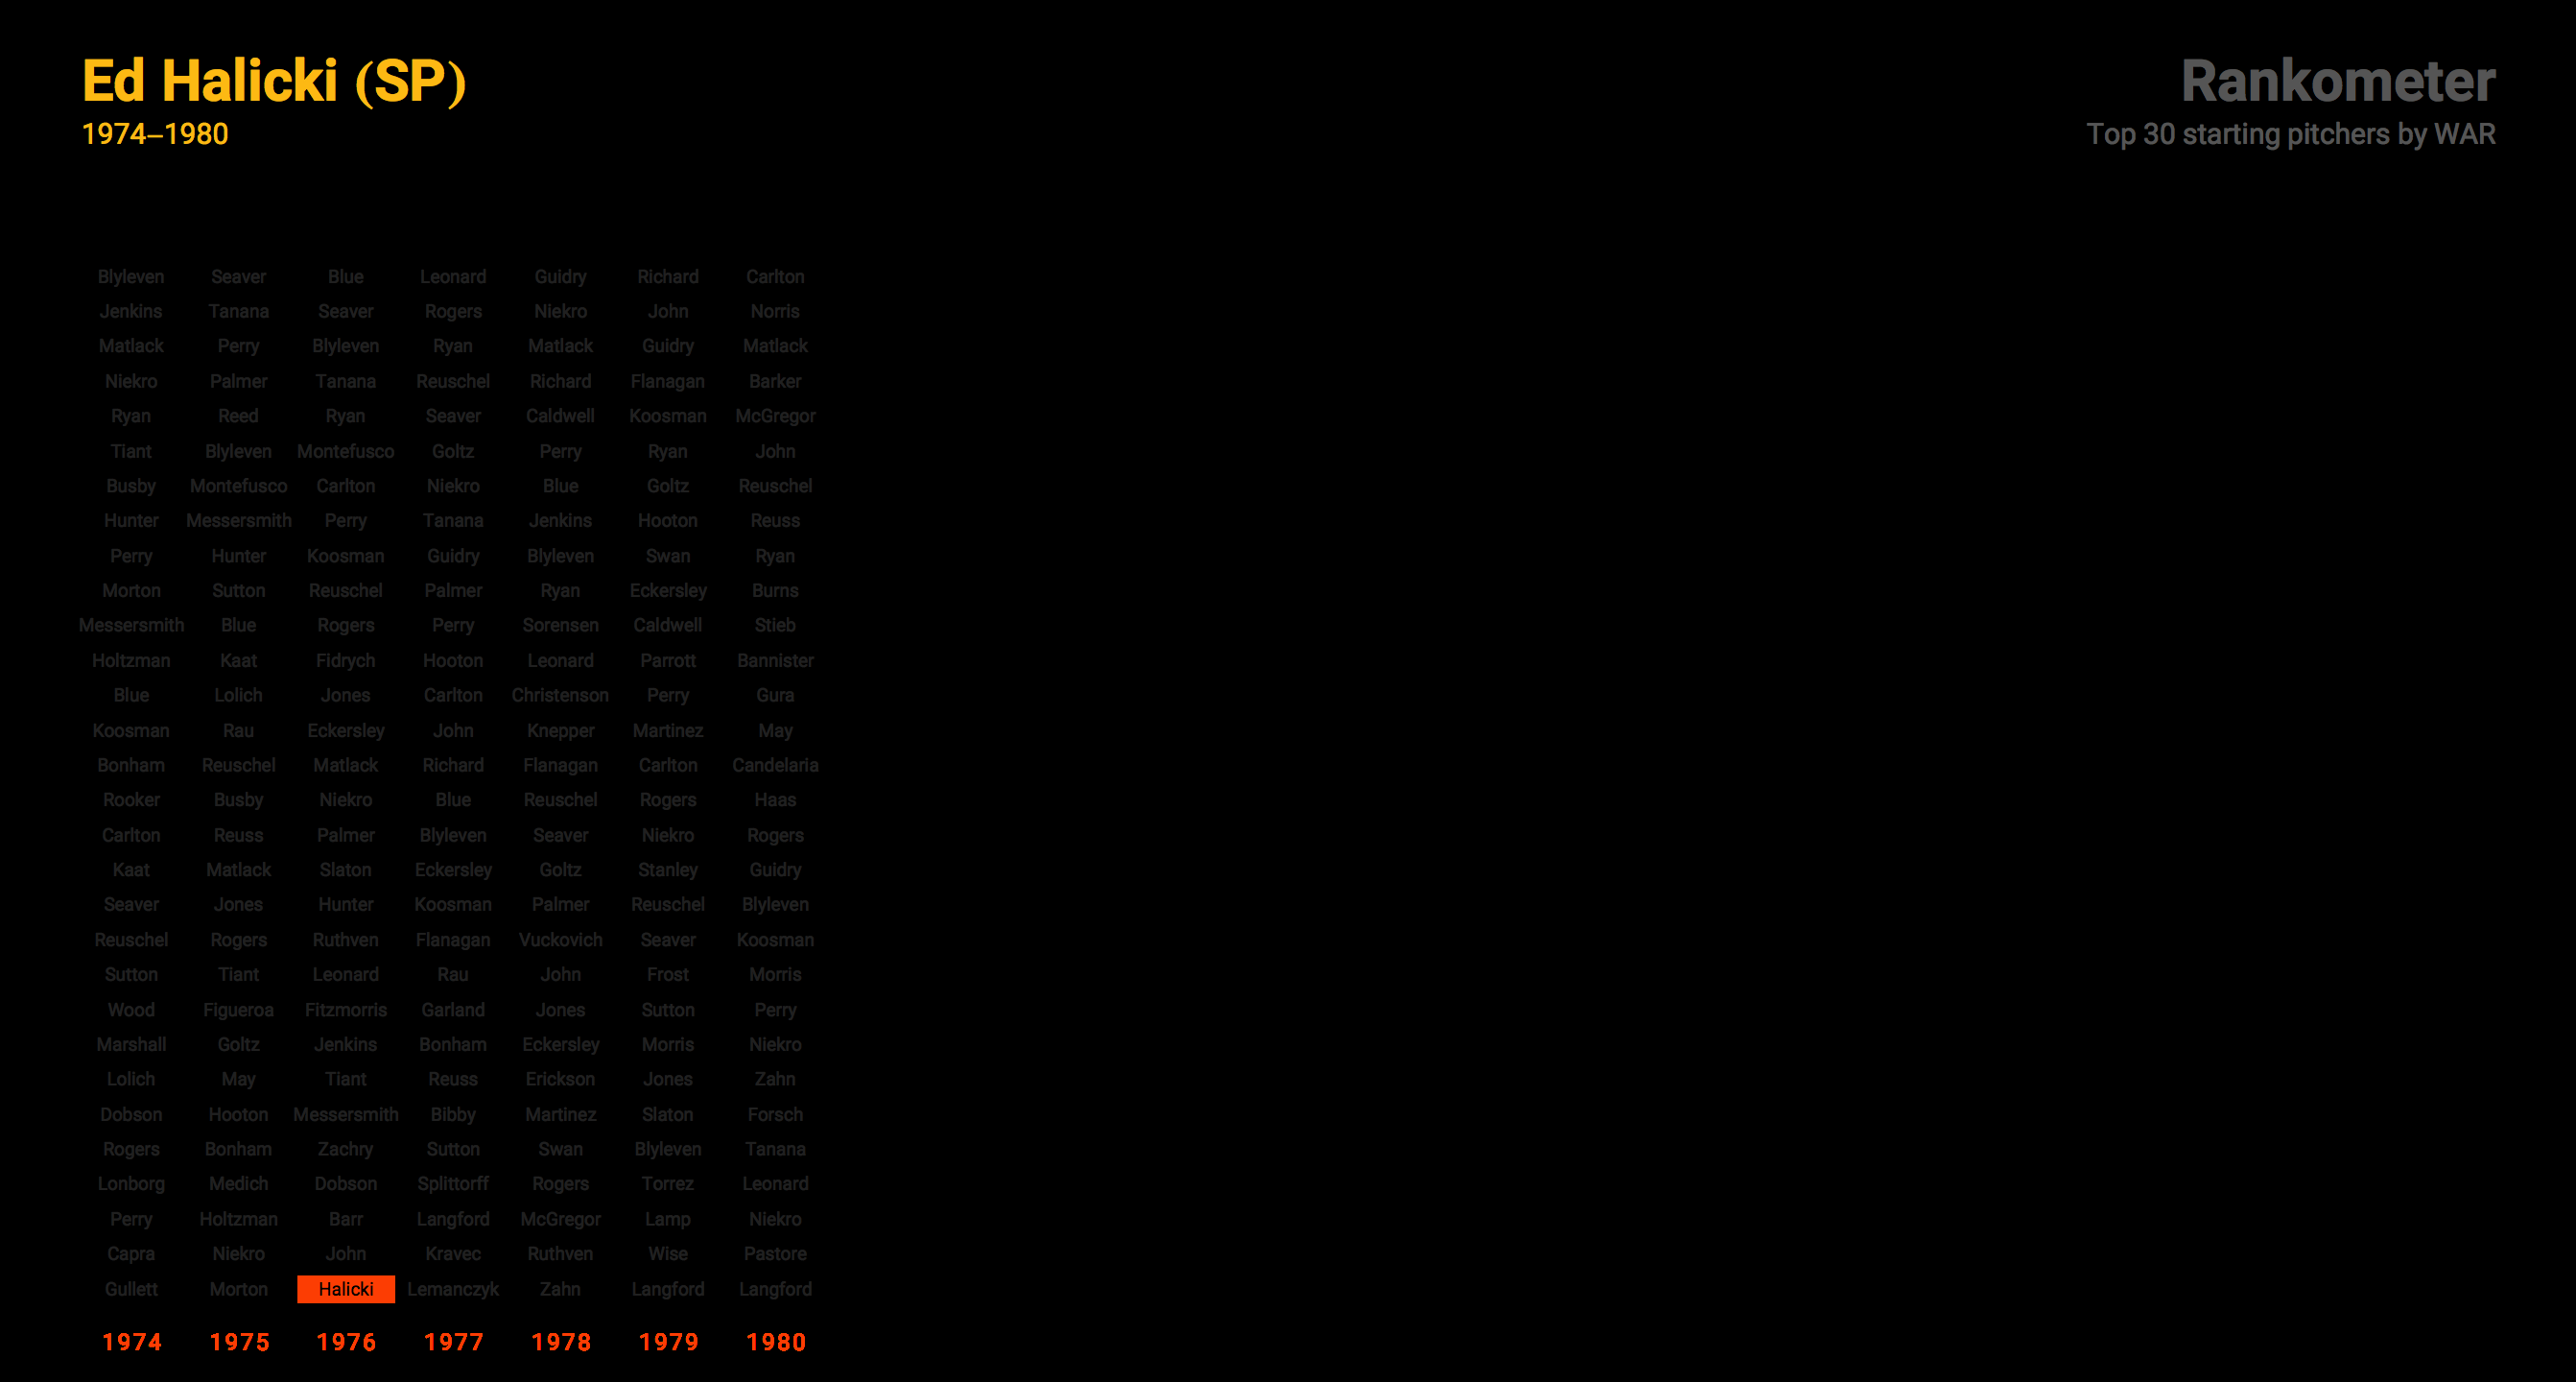 Ed Halicki (SP)
1974–1980
Rankometer
Top 30 starting pitchers by WAR
Blyleven Seaver Blue Leonard Guidry Richard Carlton
Jenkins Tanana Seaver Rogers Niekro John Norris
Matlack Perry Blyleven Ryan Matlack Guidry Matlack
Niekro Palmer Tanana Reuschel Richard Flanagan Barker
Ryan Reed Ryan Seaver Caldwell Koosman McGregor
Tiant Blyleven Montefusco Goltz Perry Ryan John
Busby Montefusco Carlton Niekro Blue Goltz Reuschel
Hunter Messersmith Perry Tanana Jenkins Hooton Reuss
Perry Hunter Koosman Guidry Blyleven Swan Ryan
Morton Sutton Reuschel Palmer Ryan Eckersley Burns
Messersmith Blue Rogers Perry Sorensen Caldwell Stieb
Holtzman Kaat Fidrych Hooton Leonard Parrott Bannister
Blue Lolich Jones Carlton Christenson Perry Gura
Koosman Rau Eckersley John Knepper Martinez May
Bonham Reuschel Matlack Richard Flanagan Carlton Candelaria
Rooker Busby Niekro Blue Reuschel Rogers Haas
Carlton Reuss Palmer Blyleven Seaver Niekro Rogers
Kaat Matlack Slaton Eckersley Goltz Stanley Guidry
Seaver Jones Hunter Koosman Palmer Reuschel Blyleven
Reuschel Rogers Ruthven Flanagan Vuckovich Seaver Koosman
Sutton Tiant Leonard Rau John Frost Morris
Wood Figueroa Fitzmorris Garland Jones Sutton Perry
Marshall Goltz Jenkins Bonham Eckersley Morris Niekro
Lolich May Tiant Reuss Erickson Jones Zahn
Dobson Hooton Messersmith Bibby Martinez Slaton Forsch
Rogers Bonham Zachry Sutton Swan Blyleven Tanana
Lonborg Medich Dobson Splittorff Rogers Torrez Leonard
Perry Holtzman Barr Langford McGregor Lamp Niekro
Capra Niekro John Kravec Ruthven Wise Pastore
Gullett Morton Halicki Lemanczyk Zahn Langford Langford
1974 1975 1976 1977 1978 1979 1980